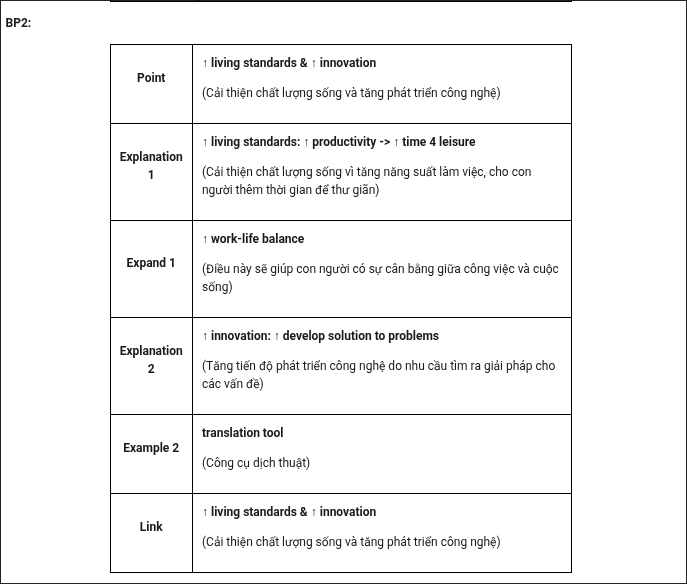 BP2:
Point
↑ living standards & ↑ innovation
(Cải thiện chất lượng sống và tăng phát triển công nghệ)
Explanation
1
↑ living standards: ↑ productivity -> ↑ time 4 leisure
(Cải thiện chất lượng sống vì tăng năng suất làm việc, cho con
người thêm thời gian để thư giãn)
Expand 1
↑ work-life balance
(Điều này sẽ giúp con người có sự cân bằng giữa công việc và cuộc
sống)
Explanation
2
↑ innovation: ↑ develop solution to problems
(Tăng tiến độ phát triển công nghệ do nhu cầu tìm ra giải pháp cho
các vấn đề)
Example 2
translation tool
(Công cụ dịch thuật)
Link
↑ living standards & ↑ innovation
(Cải thiện chất lượng sống và tăng phát triển công nghệ)